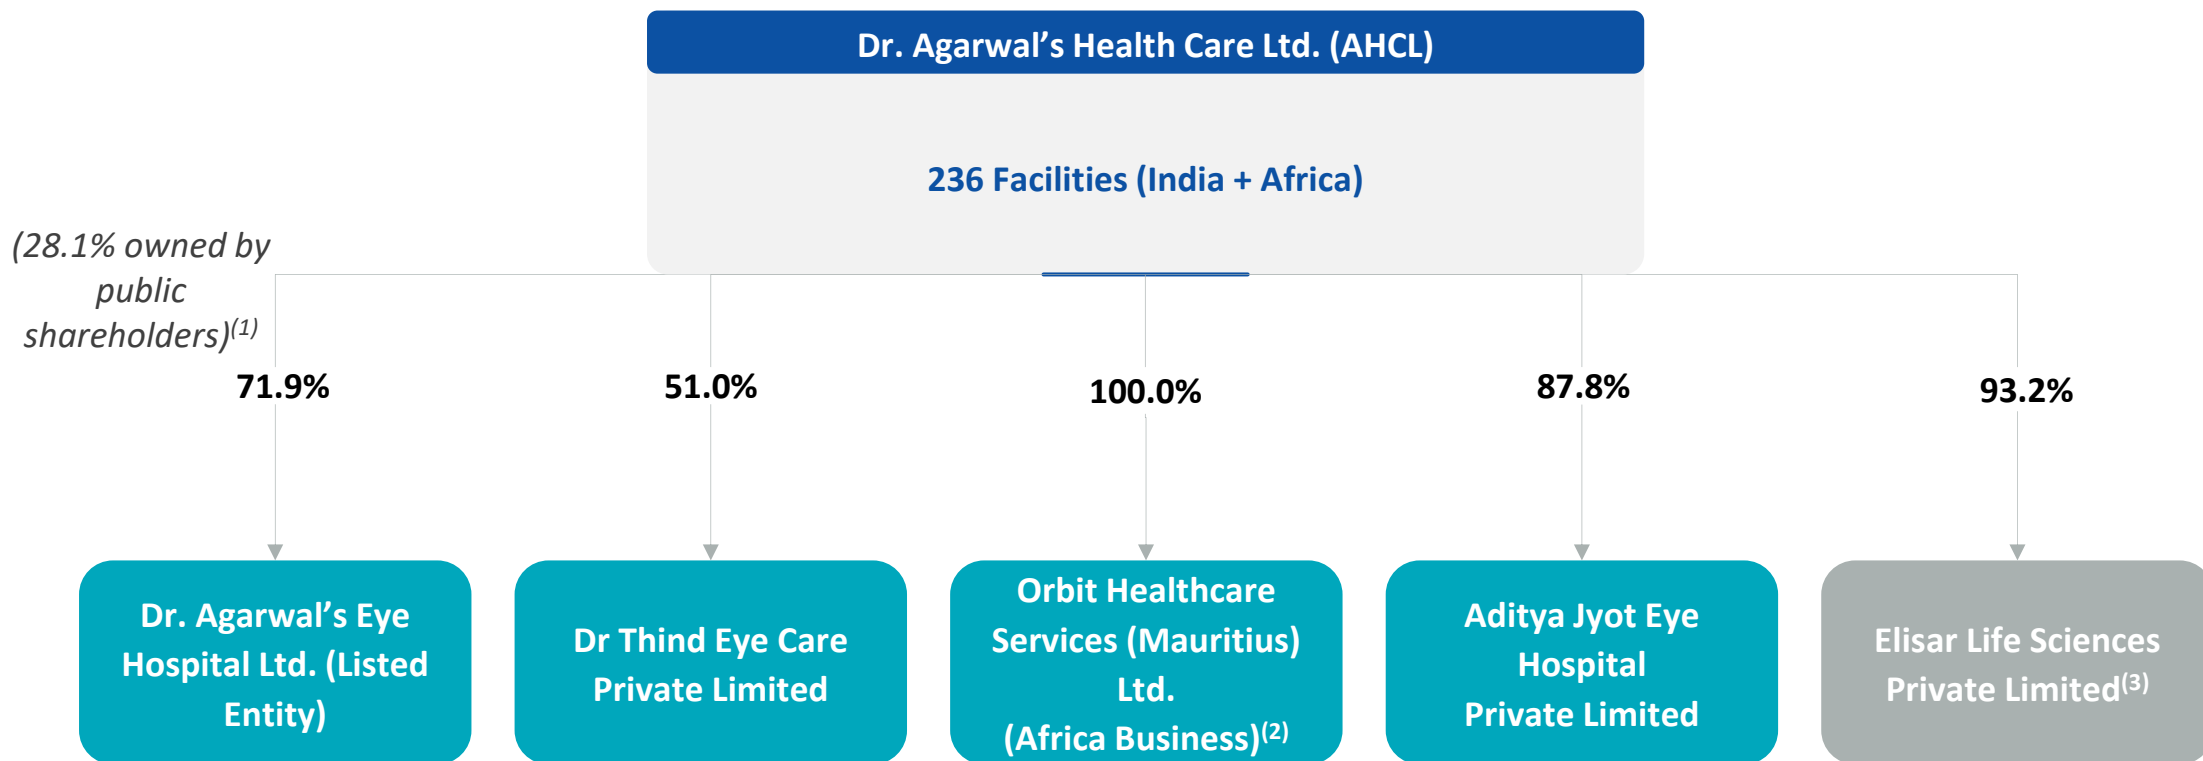 Dr. Agarwal’s Health Care Ltd. (AHCL)
236 Facilities (India + Africa)
(28.1% owned by
public
shareholders)(1)
71.9%
51.0%
100.0%
87.8%
93.2%
Dr. Agarwal’s Eye
Hospital Ltd. (Listed
Entity)
Dr Thind Eye Care
Private Limited
Orbit Healthcare
Services (Mauritius)
Ltd.
(Africa Business)(2)
Aditya Jyot Eye
Hospital
Private Limited
Elisar Life Sciences
Private Limited(3)